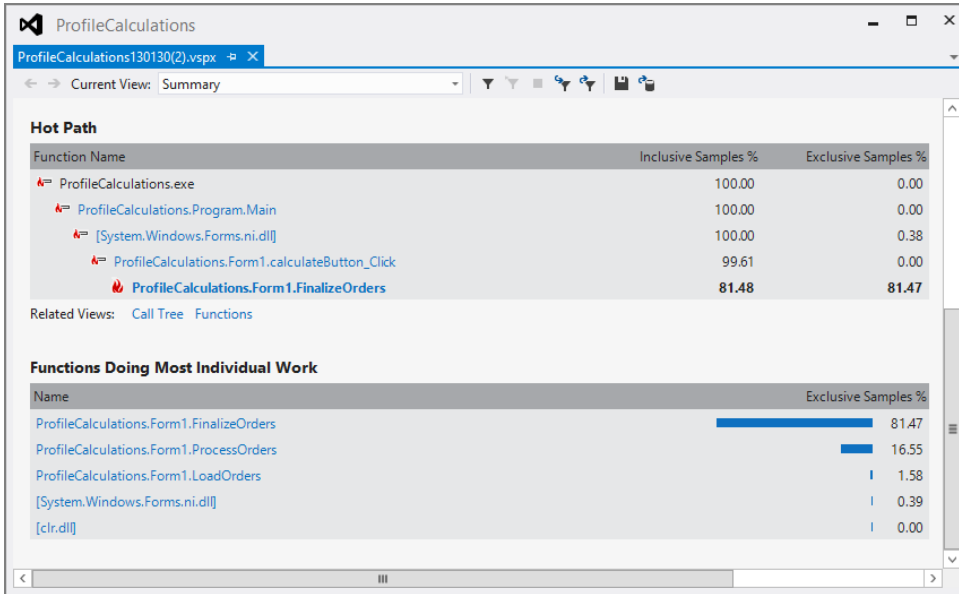 ProfileCalculations
ProfileCalculations130130(2).vspx
Current View: Summary
Hot Path
Function Name Inclusive Samples % Exclusive Samples %
ProfileCalculations.exe 100.00 0.00
ProfileCalculations.Program.Main 100.00 0.00
[System.Windows.Forms.ni.dll] 100.00 0.38
ProfileCalculations.Form1.calculateButton_Click 99.61 0.00
ProfileCalculations.Form1.FinalizeOrders 81.48 81.47
Related Views: Call Tree Functions
Functions Doing Most Individual Work
Name Exclusive Samples %
ProfileCalculations.Form1.FinalizeOrders 81.47
ProfileCalculations.Form1.ProcessOrders 16.55
ProfileCalculations.Form1.LoadOrders 1.58
[System.Windows.Forms.ni.dll] 0.39
[clr.dll] 0.00